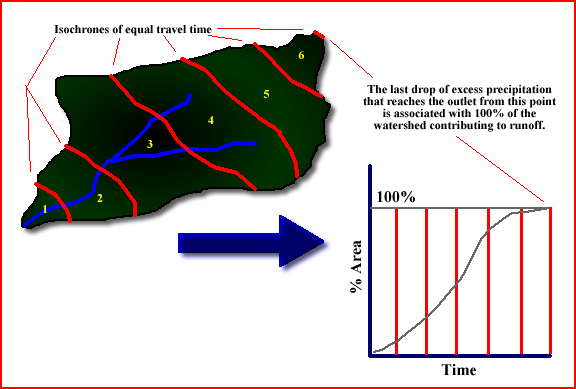 Isochrones of equal travel time
6
5
4
3
2
1
The last drop of excess precipitation
that reaches the outlet from this point
is associated with 100% of the
watershed contributing to runoff.
100%
% Area
Time